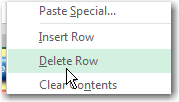 Paste Special...
Insert Row
Delete Row
Clear Contents